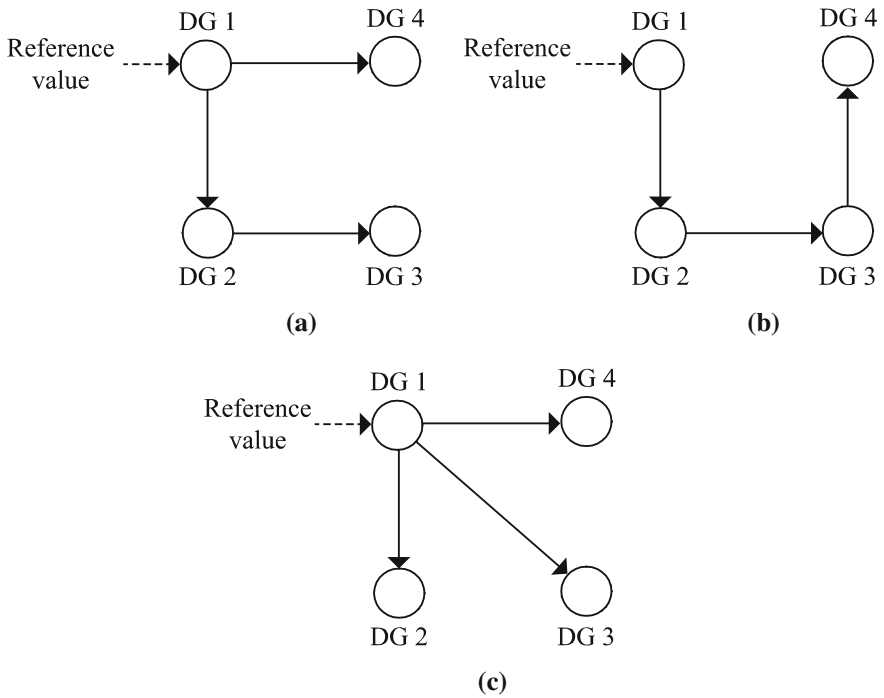 DG 1
DG 4
Reference
value
DG 2
DG 3
(a)
DG 1
DG 4
Reference
value
DG 2
DG 3
(b)
DG 1
DG 4
Reference
value
DG 2
DG 3
(c)